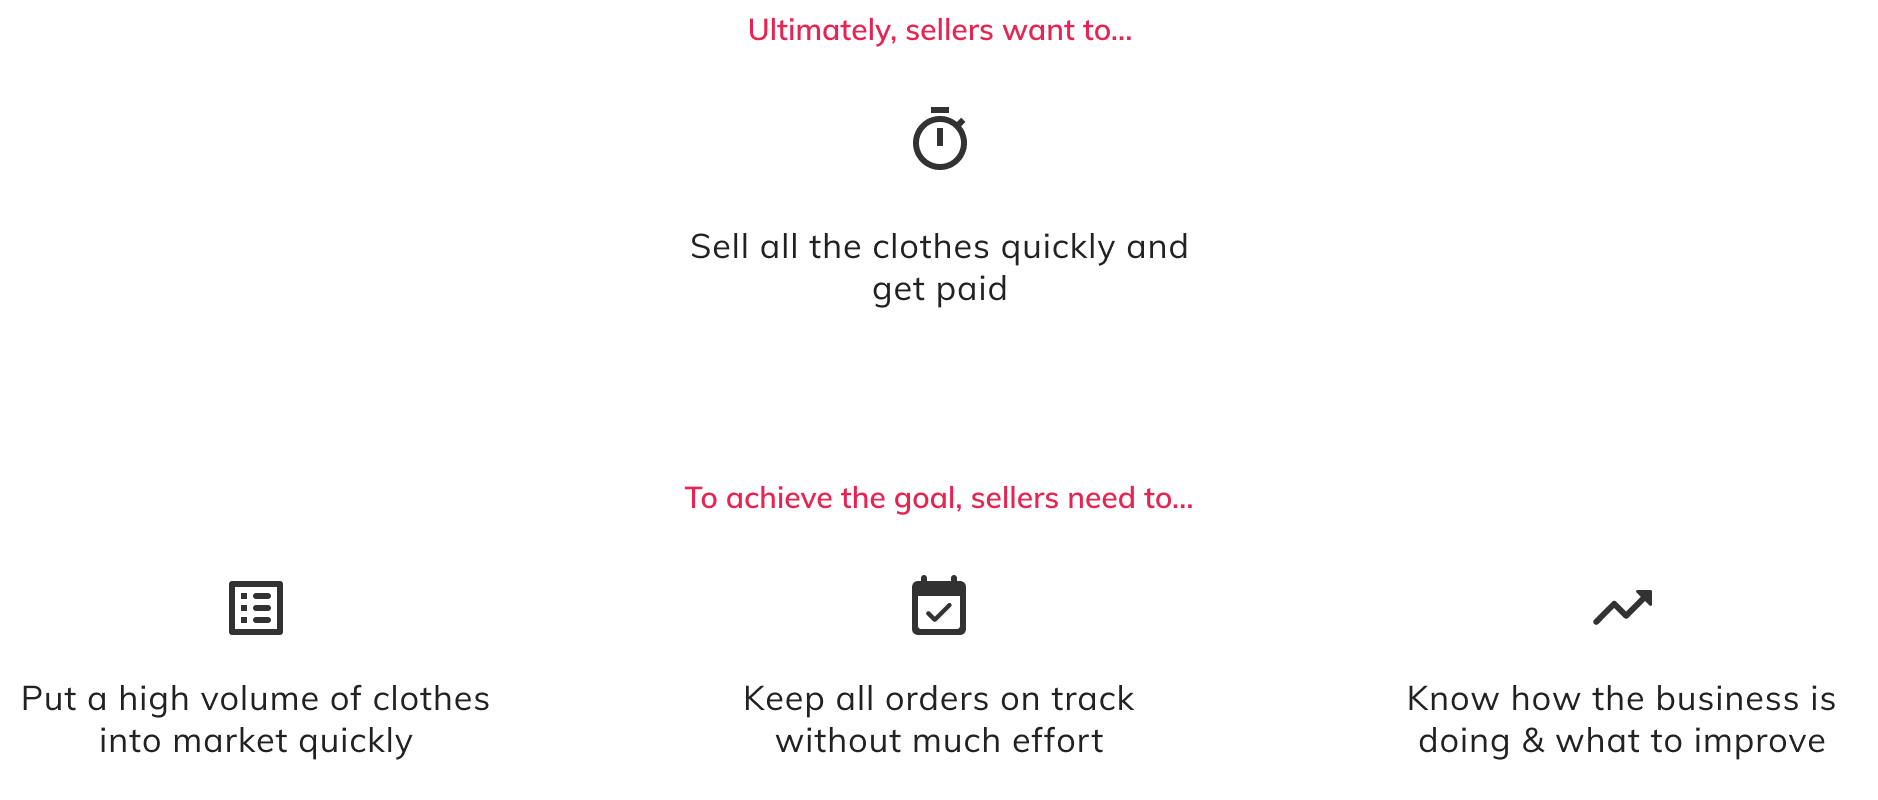 Ultimately, sellers want to...
Sell all the clothes quickly and
get paid
To achieve the goal, sellers need to...
Put a high volume of clothes
into market quickly
Keep all orders on track
without much effort
Know how the business is
doing & what to improve